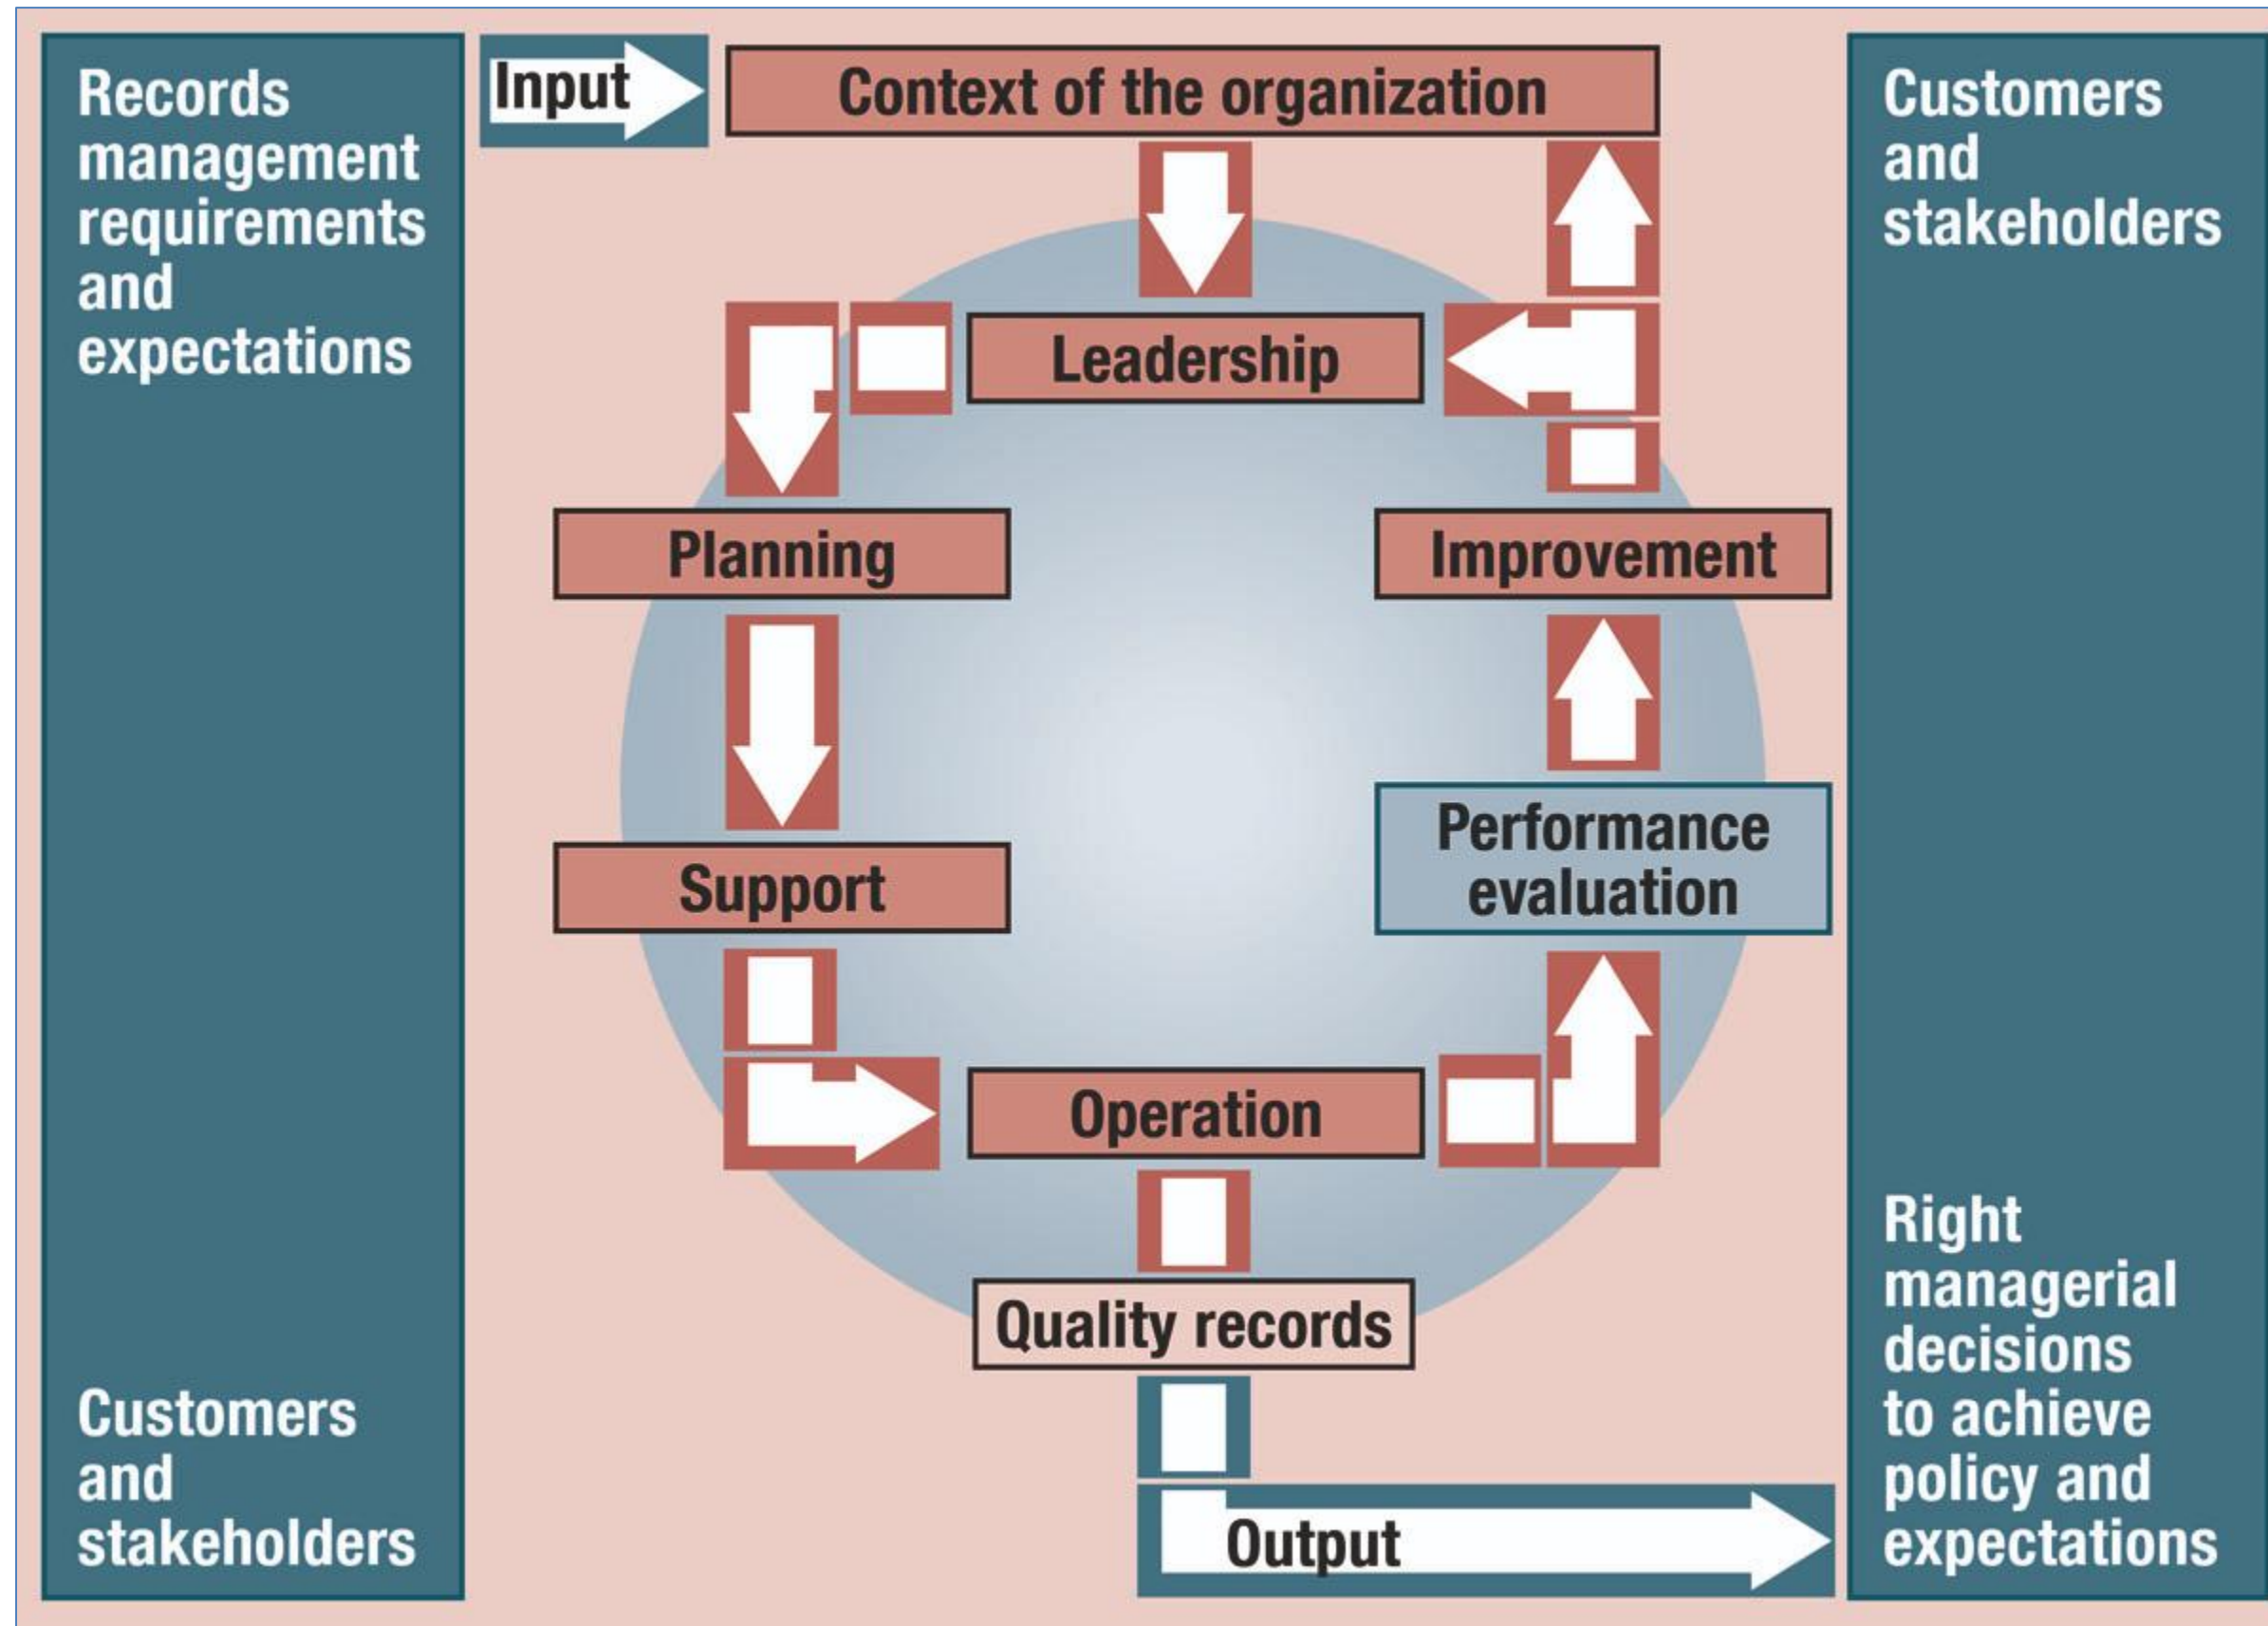 Records
management
requirements
and
expectations
Customers
and
stakeholders
Input
Context of the organization
Leadership
Planning
Improvement
Support
Performance
evaluation
Operation
Quality records
Output
Customers
and
stakeholders
Right
managerial
decisions
to achieve
policy and
expectations